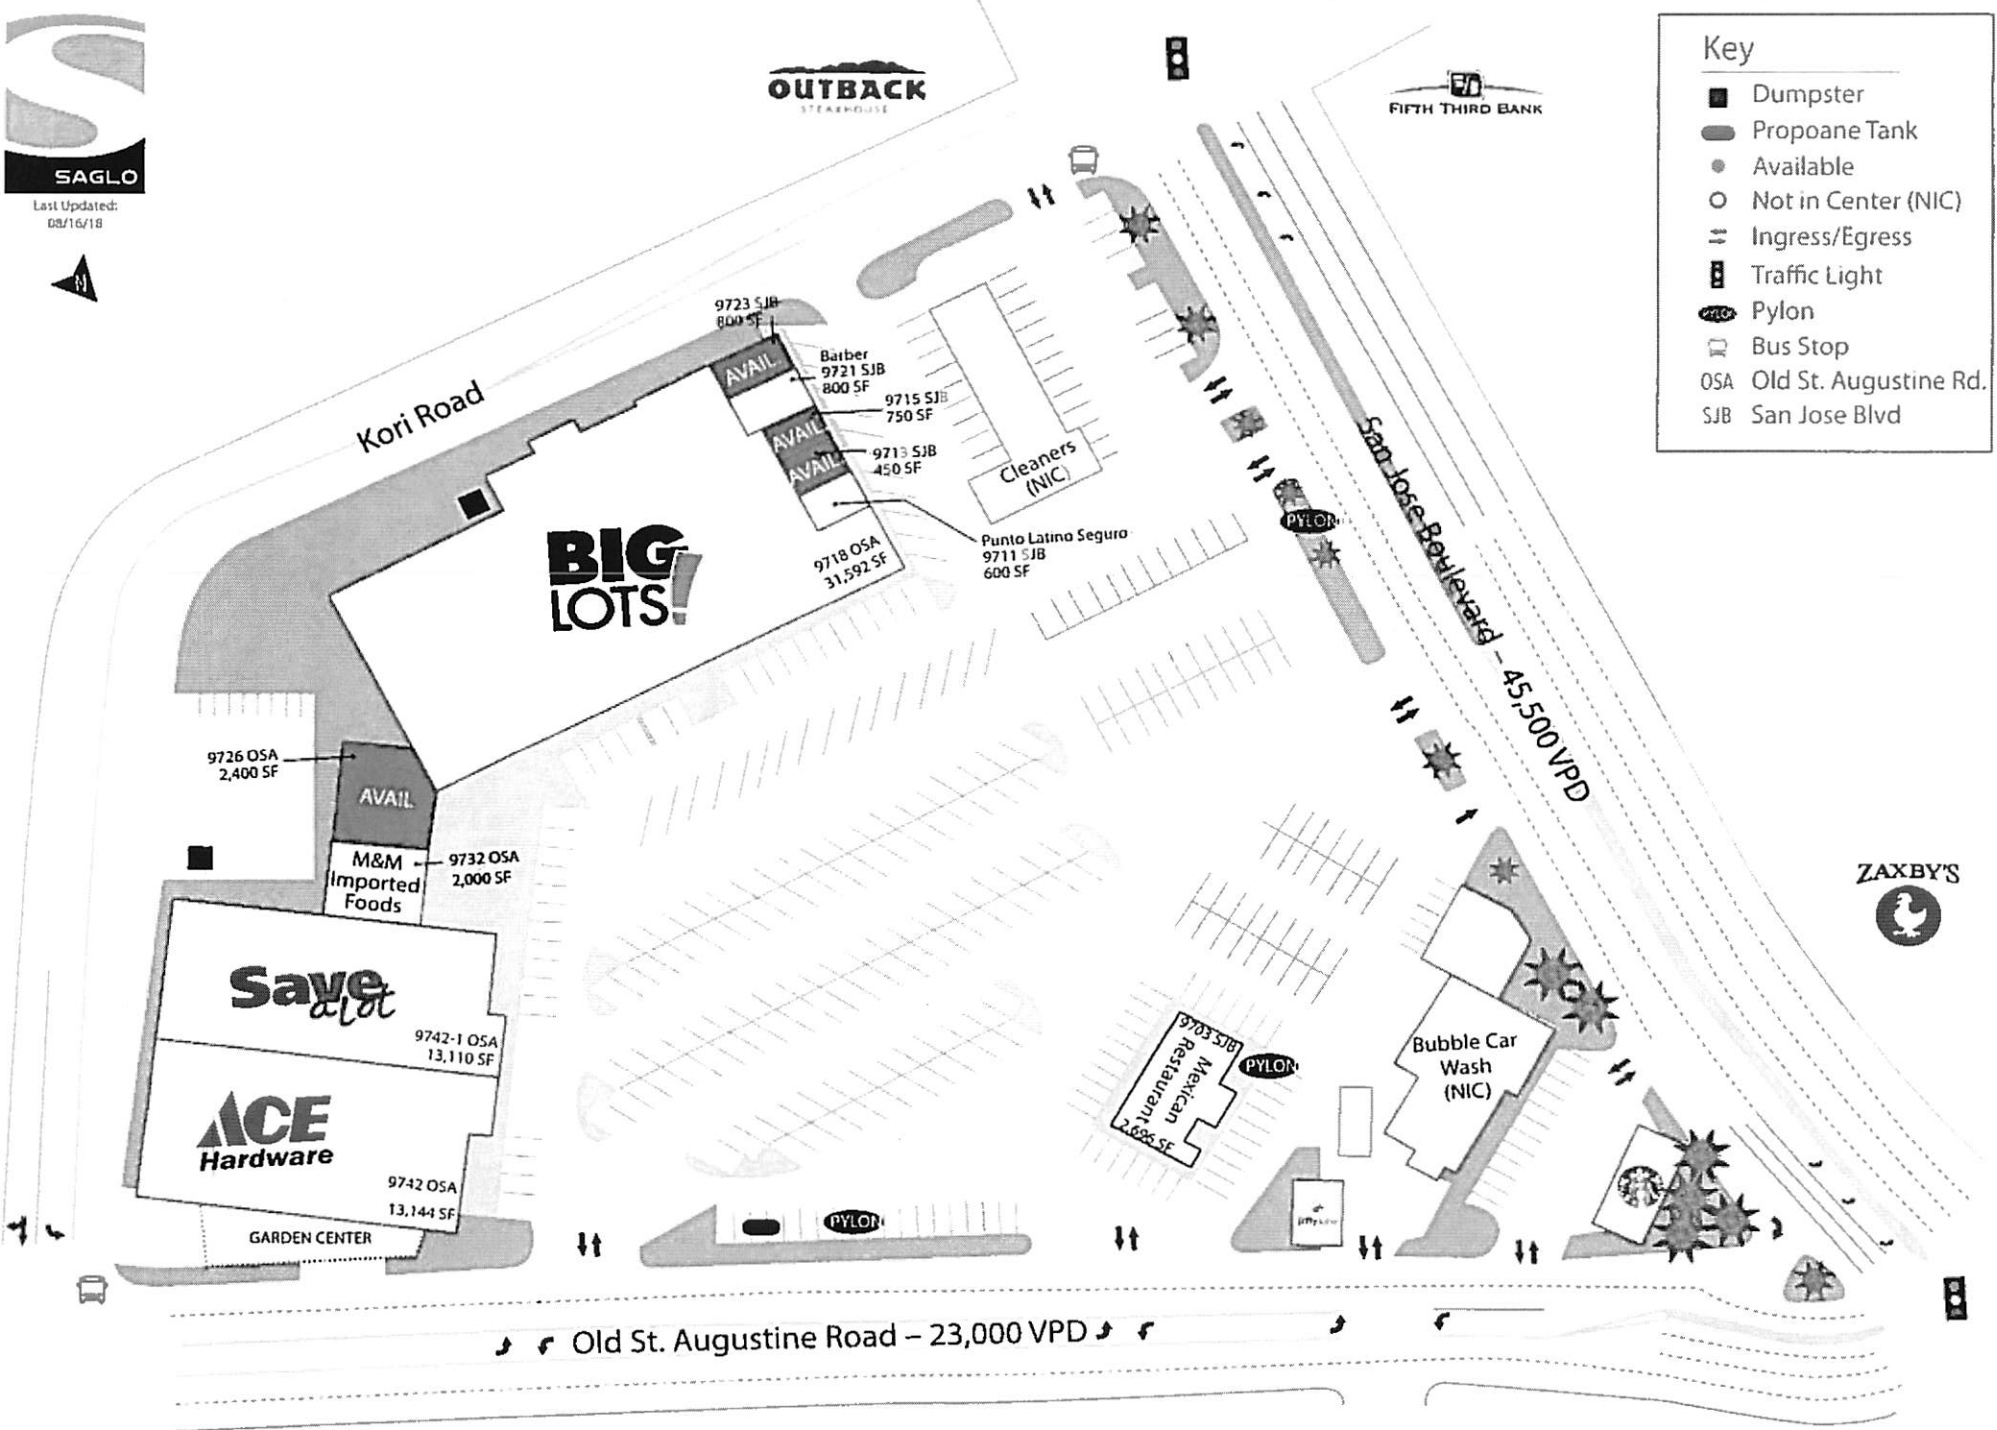 SAGLO
Last Updated:
08/16/18
N
OUTBACK
STEAKHOUSE
FIFTH THIRD BANK
Key
Dumpster
Propoane Tank
Available
Not in Center (NIC)
Ingress/Egress
Traffic Light
PYLON
Pylon
Bus Stop
OSA Old St. Augustine Rd.
SJB San Jose Blvd
Kori Road
9723 SJB
800 SF
AVAIL.
Barber
9721 SJB
800 SF
9715 SJB
750 SF
AVAIL.
9713 SJB
450 SF
AVAIL.
Punto Latino Seguro
9711 SJB
600 SF
Cleaners
(NIC)
PYLON
San Jose Boulevard – 45,500 VPD
BIG
LOTS!
9718 OSA
31,592 SF
9726 OSA
2,400 SF
AVAIL.
M&M
Imported
Foods
9732 OSA
2,000 SF
Save
a Lot
9742-1 OSA
13,110 SF
ACE
Hardware
9742 OSA
13,144 SF
GARDEN CENTER
9703 SJB
Mexican
Restaurant
2,696 SF
PYLON
Bubble Car
Wash
(NIC)
ZAXBY'S
PYLON
jiffy lube
Old St. Augustine Road – 23,000 VPD